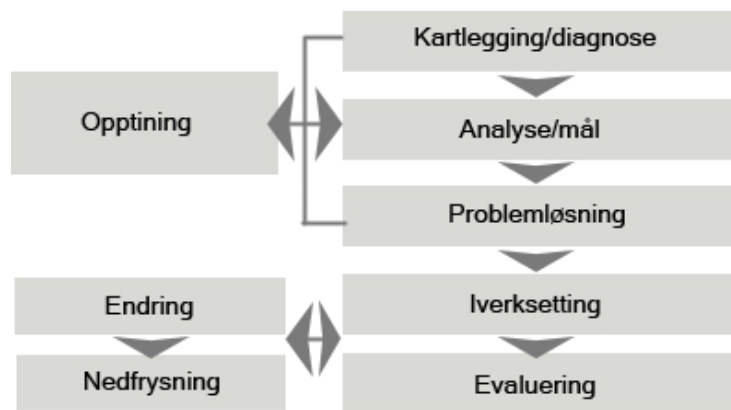 Kartlegging/diagnose
Opptining
Analyse/mål
Problemløsning
Endring
Iverksetting
Nedfrysning
Evaluering